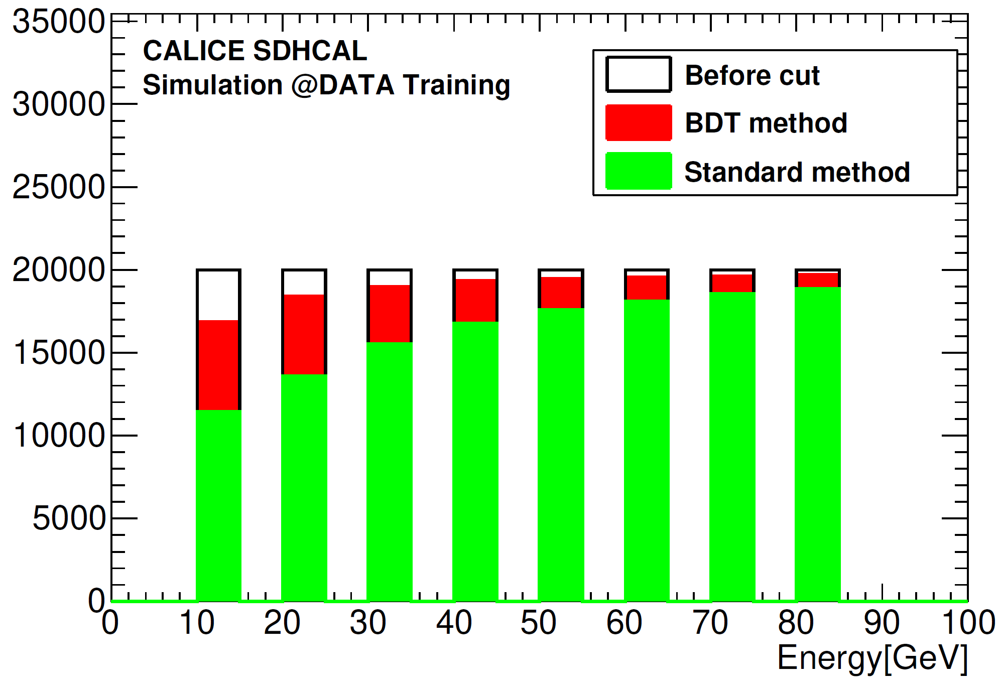 35000
30000
25000
20000
15000
10000
5000
0
CALICE SDHCAL
Simulation @DATA Training
Before cut
BDT method
Standard method
0 10 20 30 40 50 60 70 80 90 100
Energy[GeV]